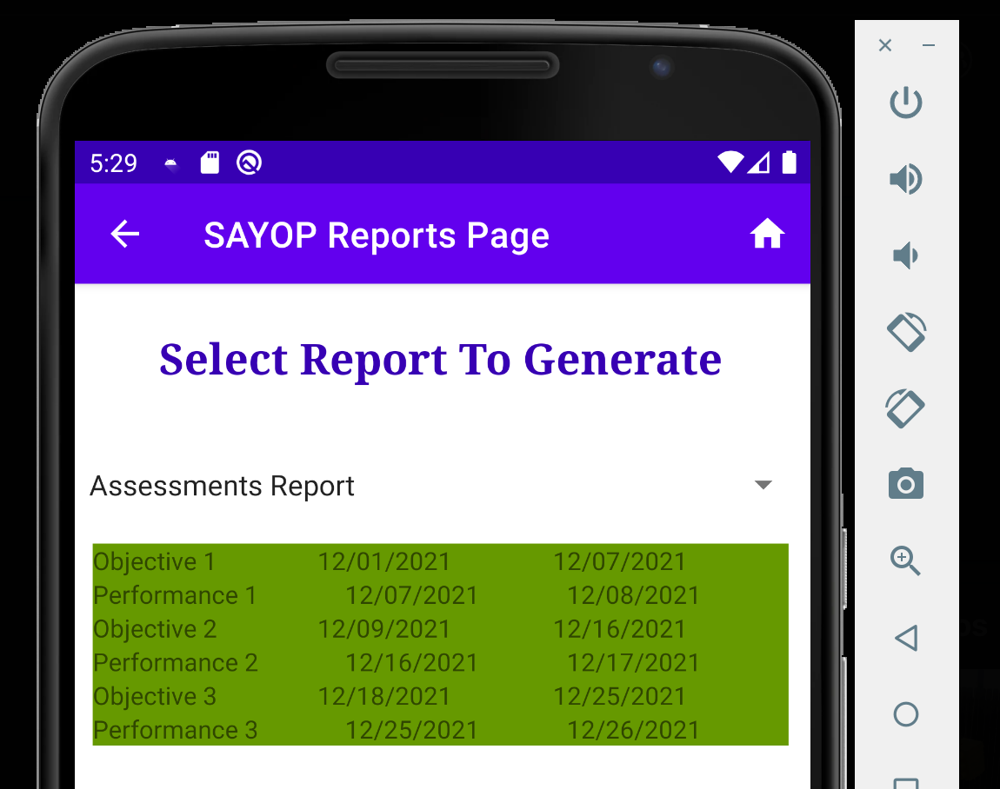 5:29
SAYOP Reports Page
Select Report To Generate
Assessments Report
Objective 1 12/01/2021 12/07/2021
Performance 1 12/07/2021 12/08/2021
Objective 2 12/09/2021 12/16/2021
Performance 2 12/16/2021 12/17/2021
Objective 3 12/18/2021 12/25/2021
Performance 3 12/25/2021 12/26/2021